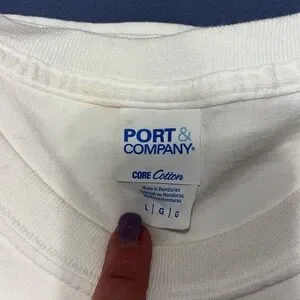 PORT &
COMPANY®
CORE Cotton
Made in Honduras
L | G | G